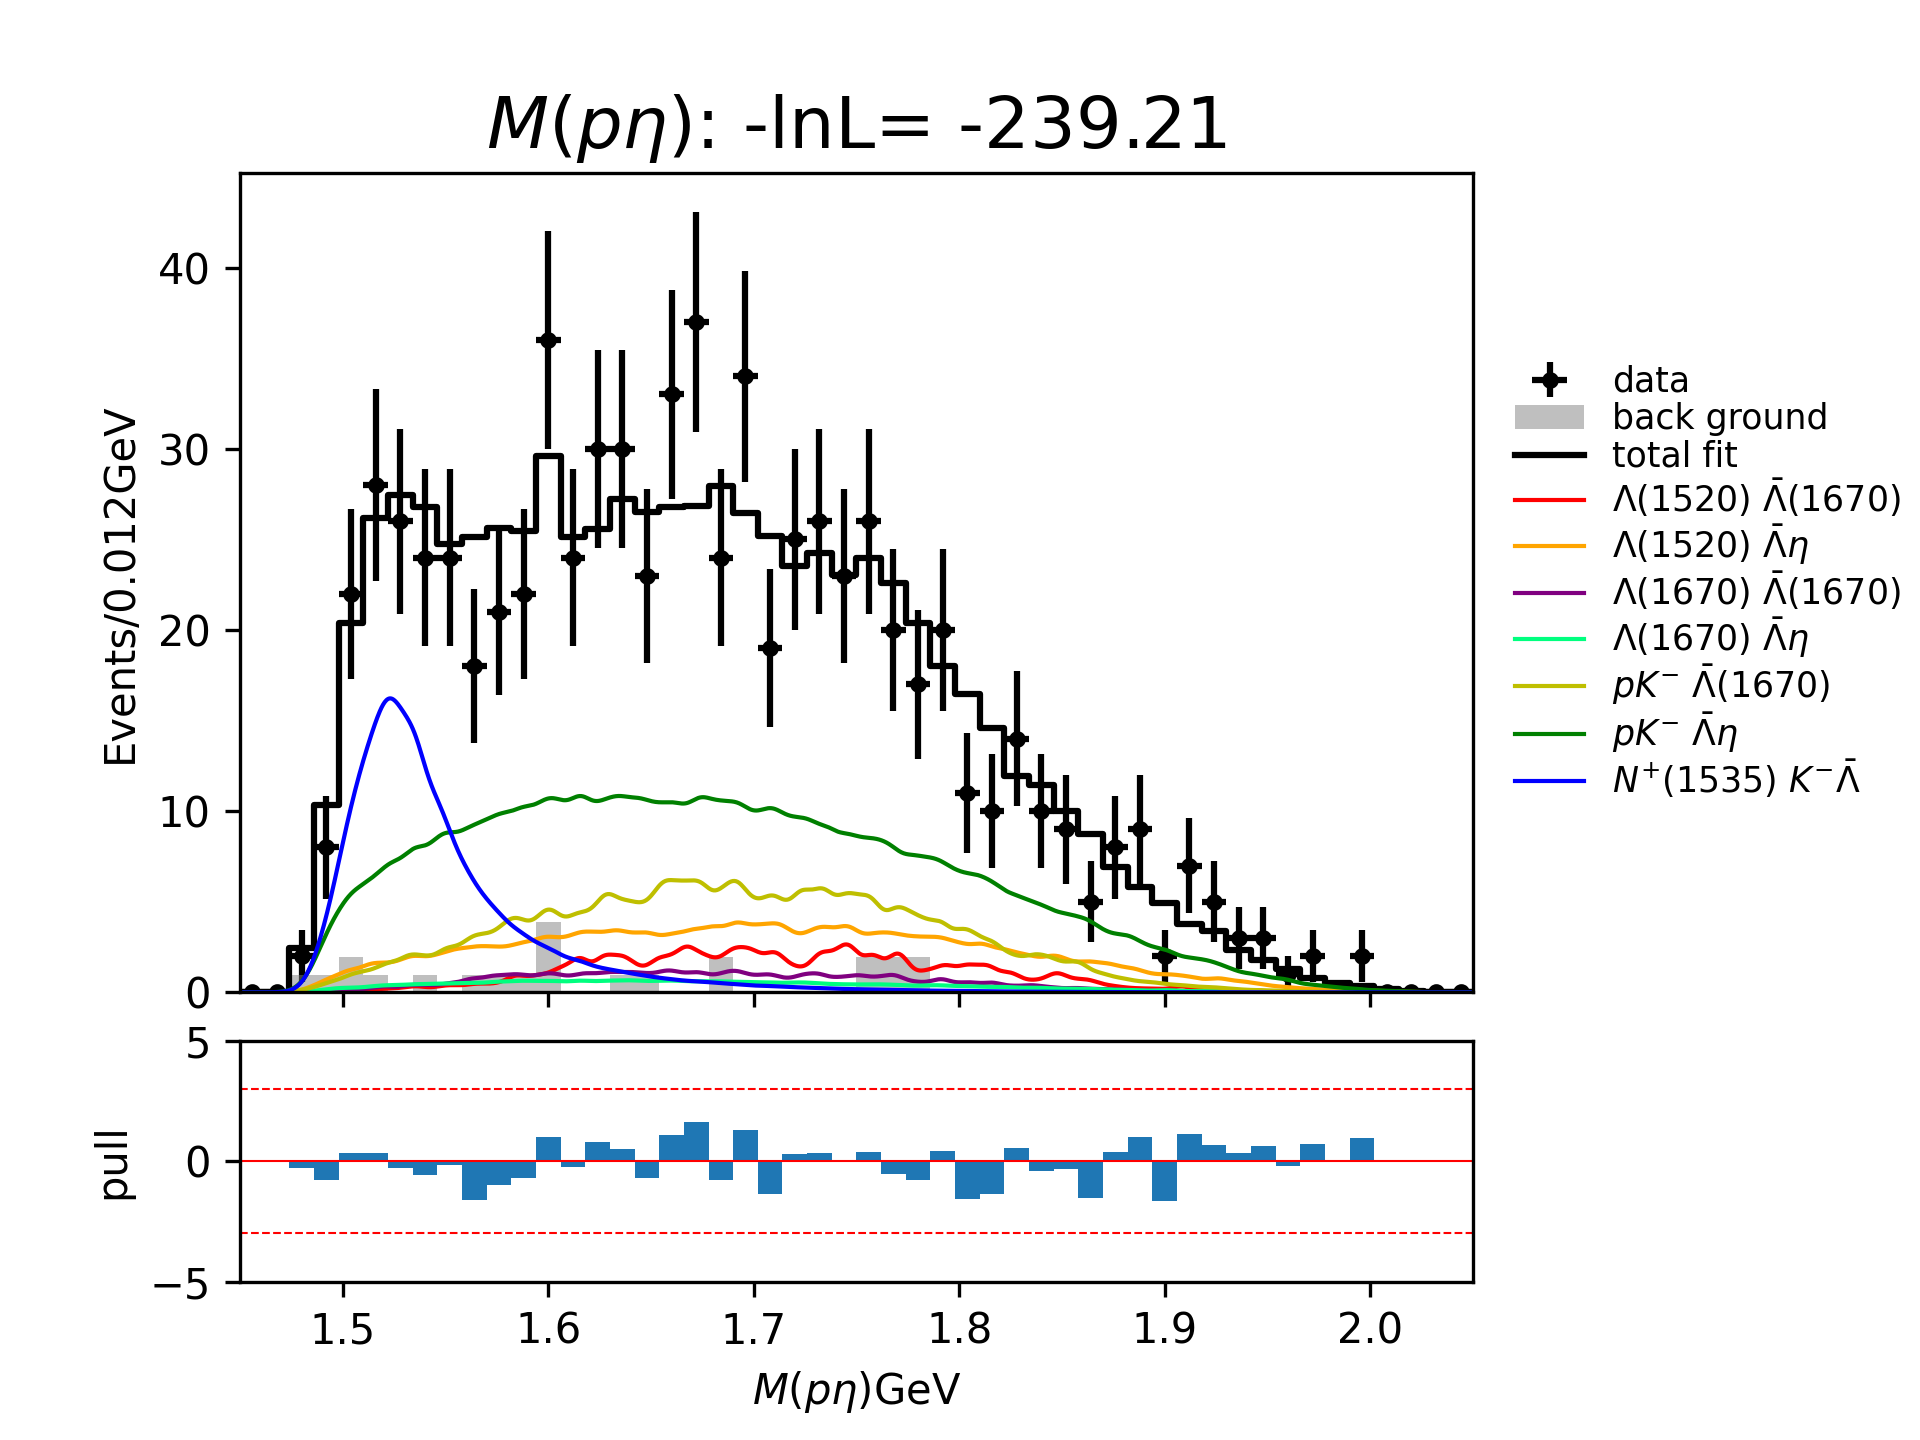 M(pη): -lnL= -239.21
Events/0.012GeV
40
30
20
10
0
data
back ground
total fit
Λ(1520) Λ̄(1670)
Λ(1520) Λ̄η
Λ(1670) Λ̄(1670)
Λ(1670) Λ̄η
pK⁻ Λ̄(1670)
pK⁻ Λ̄η
N⁺(1535) K⁻Λ̄
pull
5
0
−5
1.5 1.6 1.7 1.8 1.9 2.0
M(pη)GeV